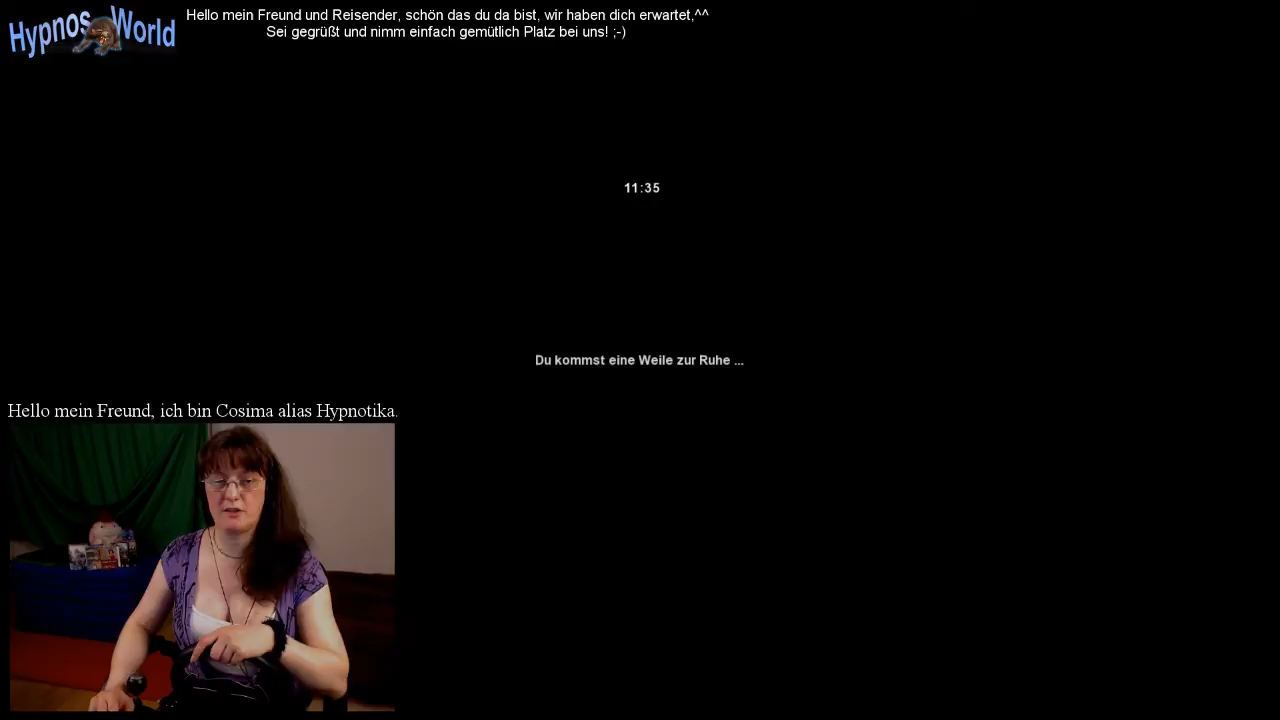 Hypnos World
Hello mein Freund und Reisender, schön das du da bist, wir haben dich erwartet,^^
Sei gegrüßt und nimm einfach gemütlich Platz bei uns! ;-)
11:35
Du kommst eine Weile zur Ruhe ...
Hello mein Freund, ich bin Cosima alias Hypnotika.